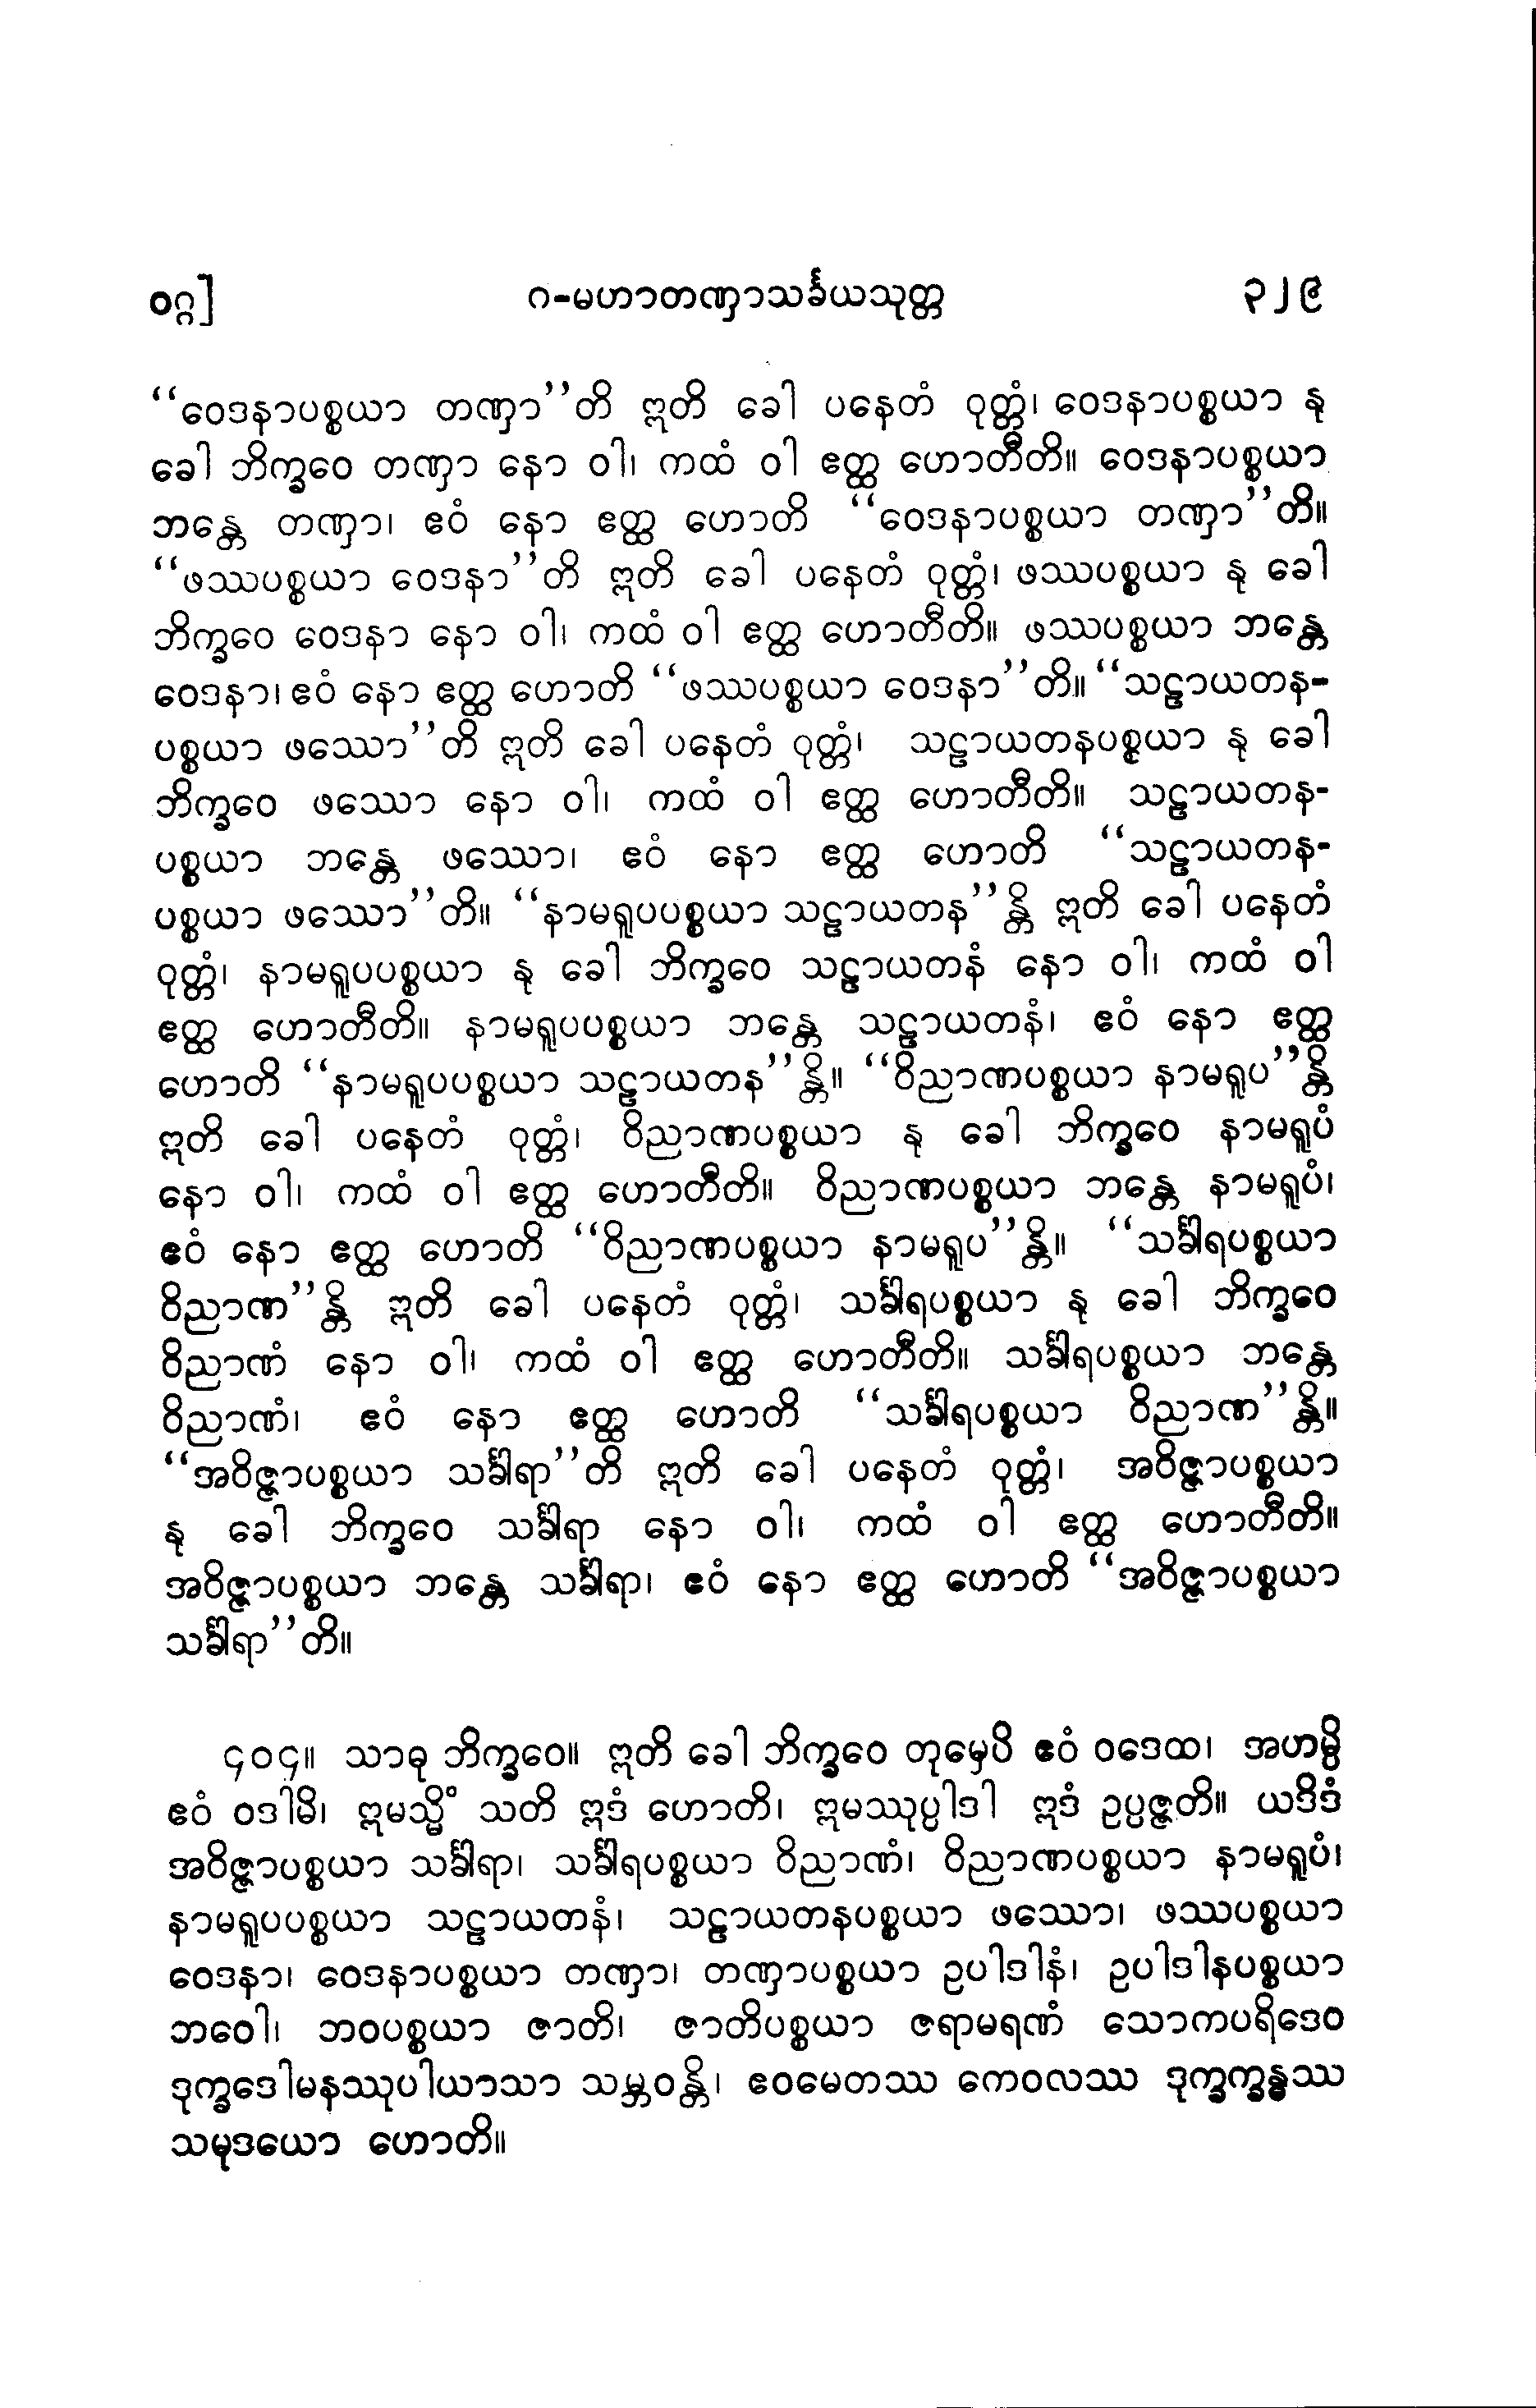 ဝဂ္ဂ]
ဂ-မဟာတဏှာသင်္ခယသုတ္တ
၃၂၉
“ဝေဒနာပစ္စယာ တဏှာ”တိ ဣတိ ခေါ ပနေတံ ဝုတ္တံ၊ ဝေဒနာပစ္စယာ နု
ခေါ ဘိက္ခဝေ တဏှာ နော ဝါ၊ ကထံ ဝါ ဧတ္ထ ဟောတီတိ။ ဝေဒနာပစ္စယာ
ဘန္တေ တဏှာ၊ ဧဝံ နော ဧတ္ထ ဟောတိ “ဝေဒနာပစ္စယာ တဏှာ”တိ။
“ဖဿပစ္စယာ ဝေဒနာ”တိ ဣတိ ခေါ ပနေတံ ဝုတ္တံ၊ ဖဿပစ္စယာ နု ခေါ
ဘိက္ခဝေ ဝေဒနာ နော ဝါ၊ ကထံ ဝါ ဧတ္ထ ဟောတီတိ။ ဖဿပစ္စယာ ဘန္တေ
ဝေဒနာ၊ ဧဝံ နော ဧတ္ထ ဟောတိ “ဖဿပစ္စယာ ဝေဒနာ”တိ။ “သဠာယတန-
ပစ္စယာ ဖဿော”တိ ဣတိ ခေါ ပနေတံ ဝုတ္တံ၊ သဠာယတနပစ္စယာ နု ခေါ
ဘိက္ခဝေ ဖဿော နော ဝါ၊ ကထံ ဝါ ဧတ္ထ ဟောတီတိ။ သဠာယတန-
ပစ္စယာ ဘန္တေ ဖဿော၊ ဧဝံ နော ဧတ္ထ ဟောတိ “သဠာယတန-
ပစ္စယာ ဖဿော”တိ။ “နာမရူပပစ္စယာ သဠာယတန”န္တိ ဣတိ ခေါ ပနေတံ
ဝုတ္တံ၊ နာမရူပပစ္စယာ နု ခေါ ဘိက္ခဝေ သဠာယတနံ နော ဝါ၊ ကထံ ဝါ
ဧတ္ထ ဟောတီတိ။ နာမရူပပစ္စယာ ဘန္တေ သဠာယတနံ၊ ဧဝံ နော ဧတ္ထ
ဟောတိ “နာမရူပပစ္စယာ သဠာယတန”န္တိ။ “ဝိညာဏပစ္စယာ နာမရူပ”န္တိ
ဣတိ ခေါ ပနေတံ ဝုတ္တံ၊ ဝိညာဏပစ္စယာ နု ခေါ ဘိက္ခဝေ နာမရူပံ
နော ဝါ၊ ကထံ ဝါ ဧတ္ထ ဟောတီတိ။ ဝိညာဏပစ္စယာ ဘန္တေ နာမရူပံ၊
ဧဝံ နော ဧတ္ထ ဟောတိ “ဝိညာဏပစ္စယာ နာမရူပ”န္တိ။ “သင်္ခါရပစ္စယာ
ဝိညာဏ”န္တိ ဣတိ ခေါ ပနေတံ ဝုတ္တံ၊ သင်္ခါရပစ္စယာ နု ခေါ ဘိက္ခဝေ
ဝိညာဏံ နော ဝါ၊ ကထံ ဝါ ဧတ္ထ ဟောတီတိ။ သင်္ခါရပစ္စယာ ဘန္တေ
ဝိညာဏံ၊ ဧဝံ နော ဧတ္ထ ဟောတိ “သင်္ခါရပစ္စယာ ဝိညာဏ”န္တိ။
“အဝိဇ္ဇာပစ္စယာ သင်္ခါရာ”တိ ဣတိ ခေါ ပနေတံ ဝုတ္တံ၊ အဝိဇ္ဇာပစ္စယာ
နု ခေါ ဘိက္ခဝေ သင်္ခါရာ နော ဝါ၊ ကထံ ဝါ ဧတ္ထ ဟောတီတိ။
အဝိဇ္ဇာပစ္စယာ ဘန္တေ သင်္ခါရာ၊ ဧဝံ နော ဧတ္ထ ဟောတိ “အဝိဇ္ဇာပစ္စယာ
သင်္ခါရာ”တိ။
၄၀၄။ သာဓု ဘိက္ခဝေ။ ဣတိ ခေါ ဘိက္ခဝေ တုမှေပိ ဧဝံ ဝဒေထ၊ အဟမ္ပိ
ဧဝံ ဝဒါမိ၊ ဣမသ္မိံ သတိ ဣဒံ ဟောတိ၊ ဣမဿုပ္ပါဒါ ဣဒံ ဥပ္ပဇ္ဇတိ။ ယဒိဒံ
အဝိဇ္ဇာပစ္စယာ သင်္ခါရာ၊ သင်္ခါရပစ္စယာ ဝိညာဏံ၊ ဝိညာဏပစ္စယာ နာမရူပံ၊
နာမရူပပစ္စယာ သဠာယတနံ၊ သဠာယတနပစ္စယာ ဖဿော၊ ဖဿပစ္စယာ
ဝေဒနာ၊ ဝေဒနာပစ္စယာ တဏှာ၊ တဏှာပစ္စယာ ဥပါဒါနံ၊ ဥပါဒါနပစ္စယာ
ဘဝေါ၊ ဘဝပစ္စယာ ဇာတိ၊ ဇာတိပစ္စယာ ဇရာမရဏံ သောကပရိဒေဝ
ဒုက္ခဒေါမနဿုပါယာသာ သမ္ဘဝန္တိ၊ ဧဝမေတဿ ကေဝလဿ ဒုက္ခက္ခန္ဓဿ
သမုဒယော ဟောတိ။